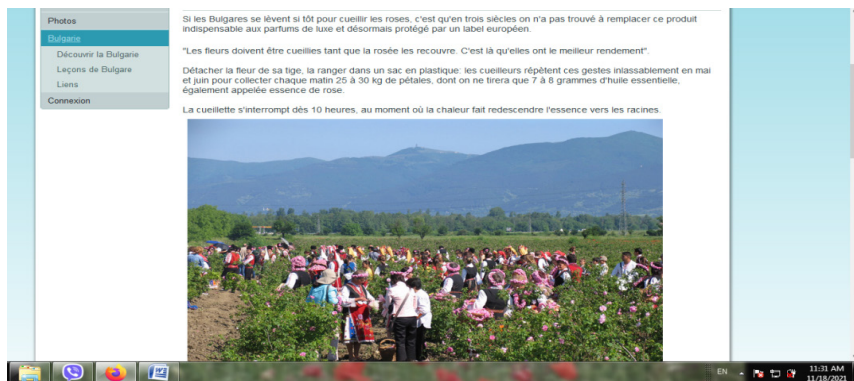 Photos
Bulgarie
Découvrir la Bulgarie
Leçons de Bulgare
Liens
Connexion
Si les Bulgares se lèvent si tôt pour cueillir les roses, c'est qu'en trois siècles on n'a pas trouvé à remplacer ce produit
indispensable aux parfums de luxe et désormais protégé par un label européen.
"Les fleurs doivent être cueillies tant que la rosée les recouvre. C'est là qu'elles ont le meilleur rendement".
Détacher la fleur de sa tige, la ranger dans un sac en plastique: les cueilleurs répètent ces gestes inlassablement en mai
et juin pour collecter chaque matin 25 à 30 kg de pétales, dont on ne tirera que 7 à 8 grammes d'huile essentielle,
également appelée essence de rose.
La cueillette s'interrompt dès 10 heures, au moment où la chaleur fait redescendre l'essence vers les racines.
EN
11:31 AM
11/18/2021